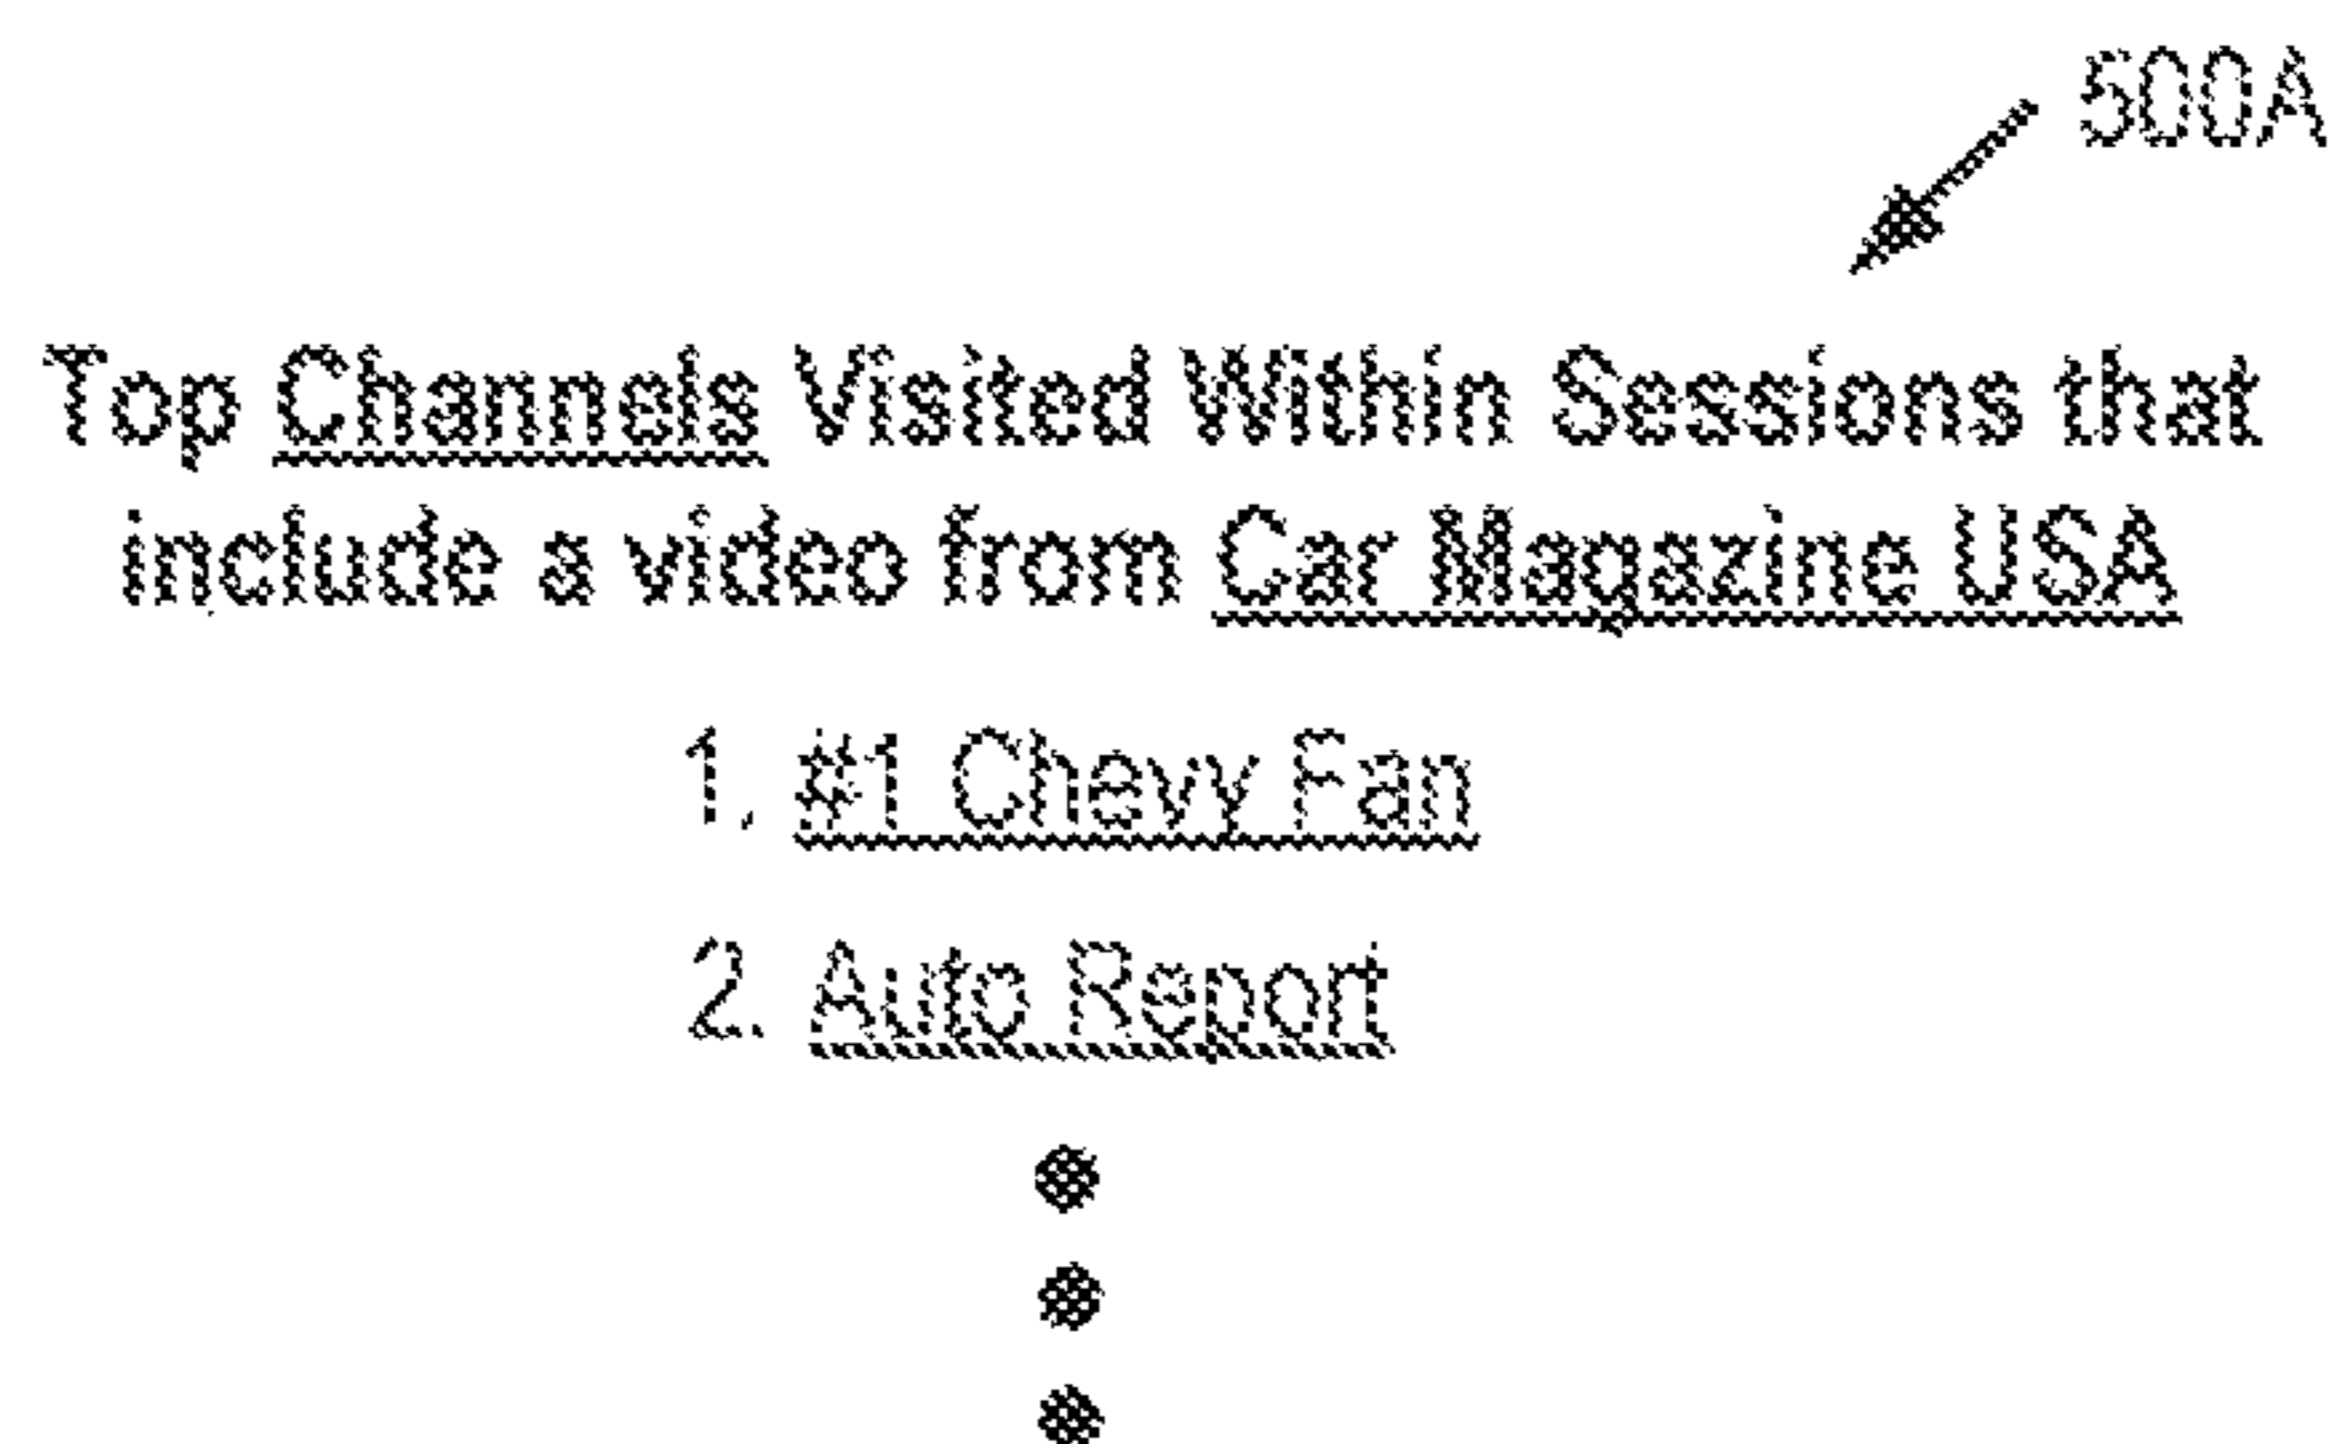 500A
Top Channels Visited Within Sessions that
include a video from Car Magazine USA
1. #1 Chevy Fan
2. Auto Report